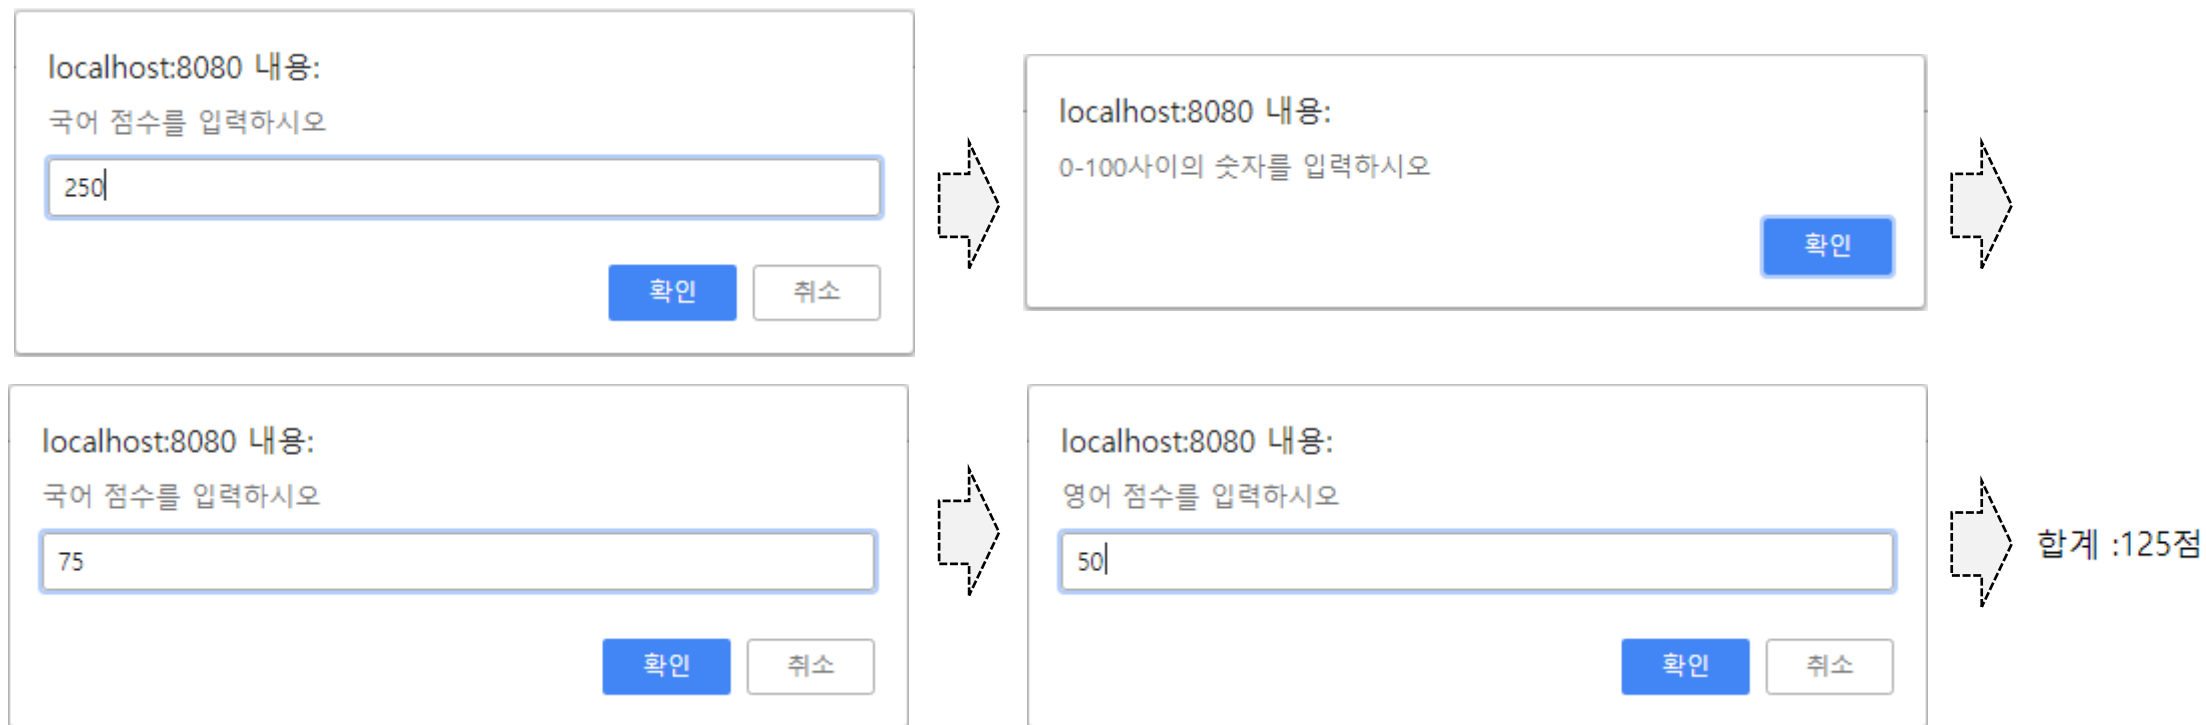 localhost:8080 내용:
국어 점수를 입력하시오
250
확인 취소
localhost:8080 내용:
0-100사이의 숫자를 입력하시오
확인
localhost:8080 내용:
국어 점수를 입력하시오
75
확인 취소
localhost:8080 내용:
영어 점수를 입력하시오
50
확인 취소
합계 :125점